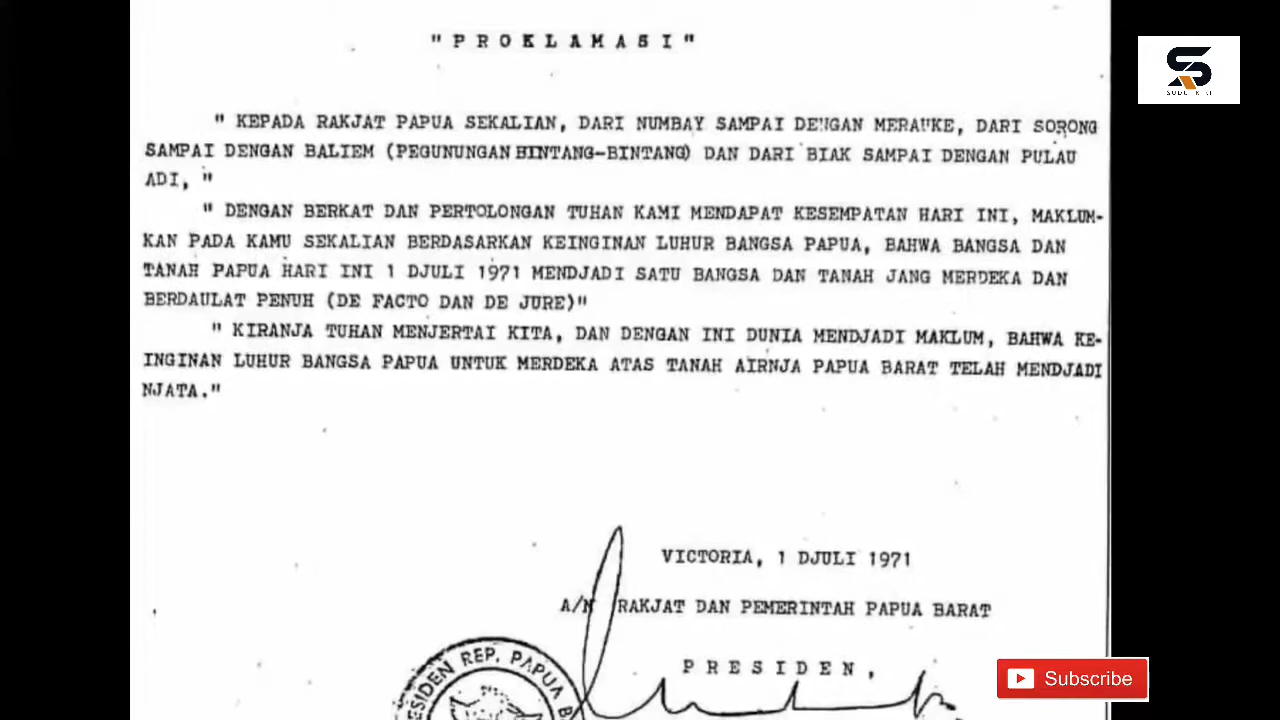 "PROKLAMASI"
" KEPADA RAKJAT PAPUA SEKALIAN, DARI NUMBAY SAMPAI DENGAN MERAUKE, DARI SORONG
SAMPAI DENGAN BALIEM (PEGUNUNGAN BINTANG-BINTANG) DAN DARI BIAK SAMPAI DENGAN PULAU
ADI, "
" DENGAN BERKAT DAN PERTOLONGAN TUHAN KAMI MENDAPAT KESEMPATAN HARI INI, MAKLUM-
KAN PADA KAMU SEKALIAN BERDASARKAN KEINGINAN LUHUR BANGSA PAPUA, BAHWA BANGSA DAN
TANAH PAPUA HARI INI 1 DJULI 1971 MENDJADI SATU BANGSA DAN TANAH JANG MERDEKA DAN
BERDAULAT PENUH (DE FACTO DAN DE JURE)"
" KIRANJA TUHAN MENJERTAI KITA, DAN DENGAN INI DUNIA MENDJADI MAKLUM, BAHWA KE-
INGINAN LUHUR BANGSA PAPUA UNTUK MERDEKA ATAS TANAH AIRNJA PAPUA BARAT TELAH MENDJADI
NJATA."
VICTORIA, 1 DJULI 1971
A/N RAKJAT DAN PEMERINTAH PAPUA BARAT
PRESIDEN,
REP. PAPUA
Subscribe